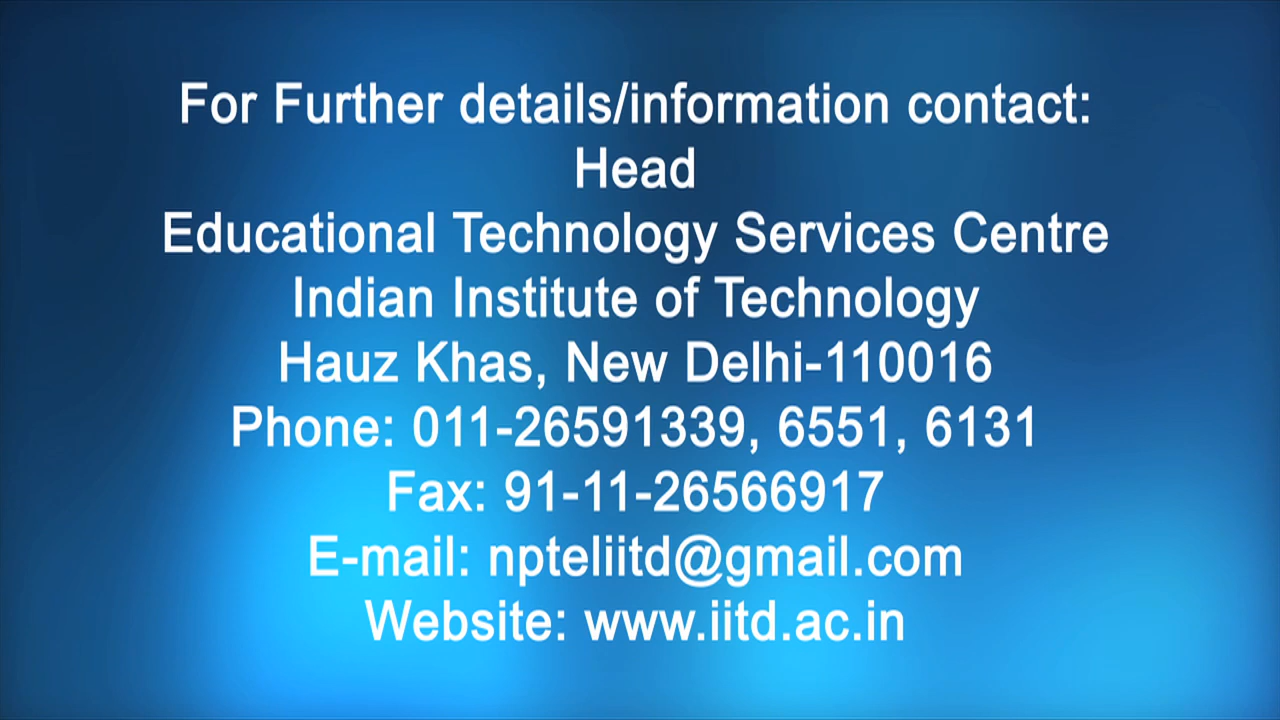 For Further details/information contact:
Head
Educational Technology Services Centre
Indian Institute of Technology
Hauz Khas, New Delhi-110016
Phone: 011-26591339, 6551, 6131
Fax: 91-11-26566917
E-mail: npteliitd@gmail.com
Website: www.iitd.ac.in